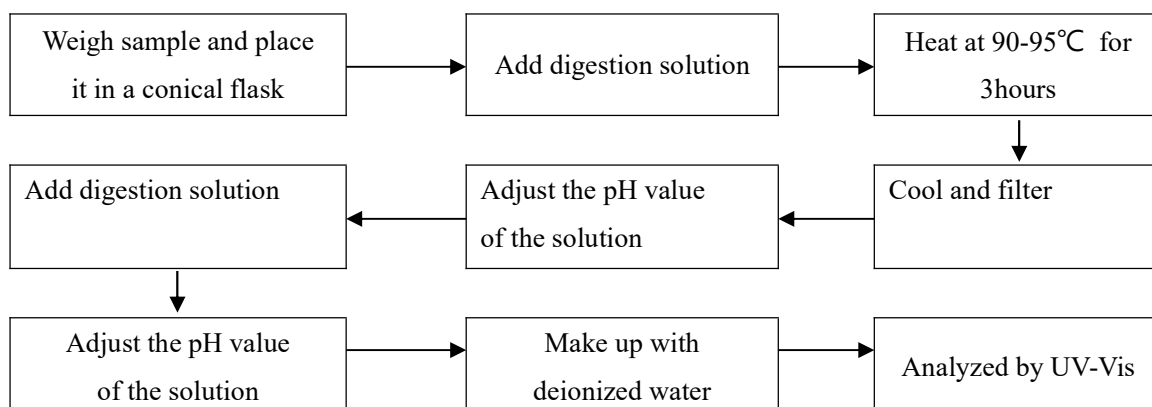 Weigh sample and place
it in a conical flask
Add digestion solution
Heat at 90-95℃ for
3hours
Cool and filter
Adjust the pH value
of the solution
Add digestion solution
Adjust the pH value
of the solution
Make up with
deionized water
Analyzed by UV-Vis